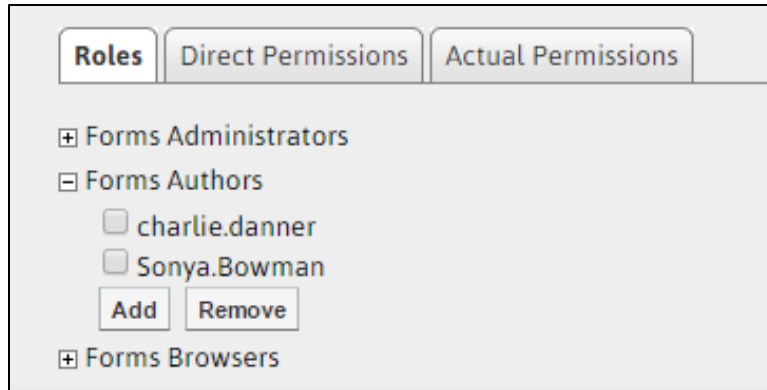 Roles Direct Permissions Actual Permissions
Forms Administrators
Forms Authors
charlie.danner
Sonya.Bowman
Add Remove
Forms Browsers